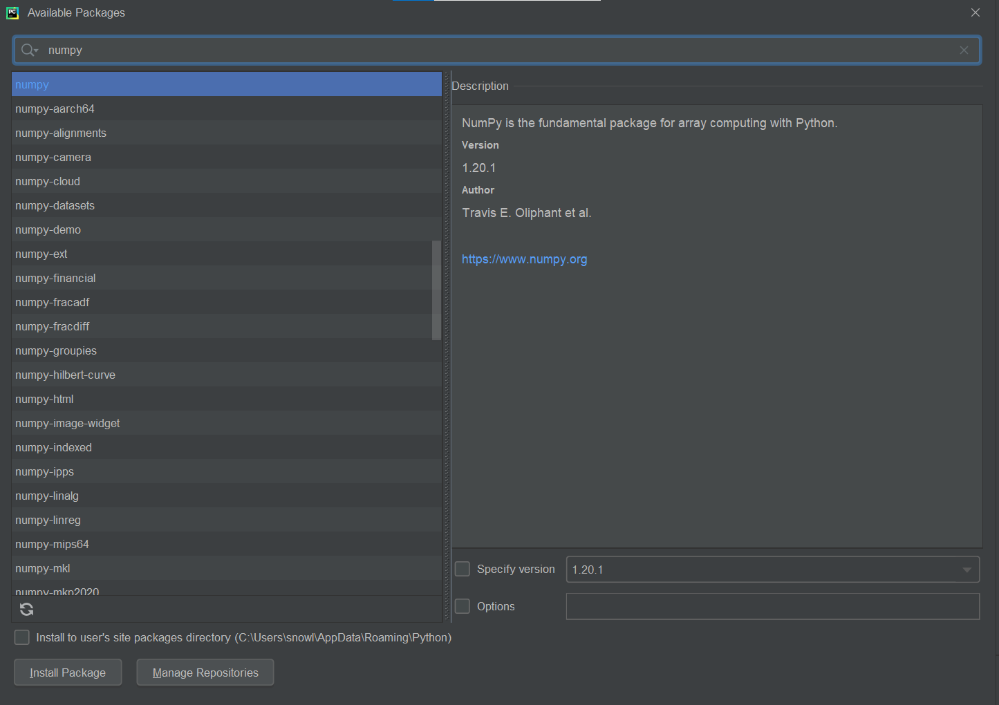 PC
Available Packages
numpy
numpy
numpy-aarch64
numpy-alignments
numpy-camera
numpy-cloud
numpy-datasets
numpy-demo
numpy-ext
numpy-financial
numpy-fracadf
numpy-fracdiff
numpy-groupies
numpy-hilbert-curve
numpy-html
numpy-image-widget
numpy-indexed
numpy-ipps
numpy-linalg
numpy-linreg
numpy-mips64
numpy-mkl
numpy-mkp2020
Description
NumPy is the fundamental package for array computing with Python.
Version
1.20.1
Author
Travis E. Oliphant et al.
https://www.numpy.org
Specify version 1.20.1
Options
Install to user's site packages directory (C:\Users\snowl\AppData\Roaming\Python)
Install Package Manage Repositories